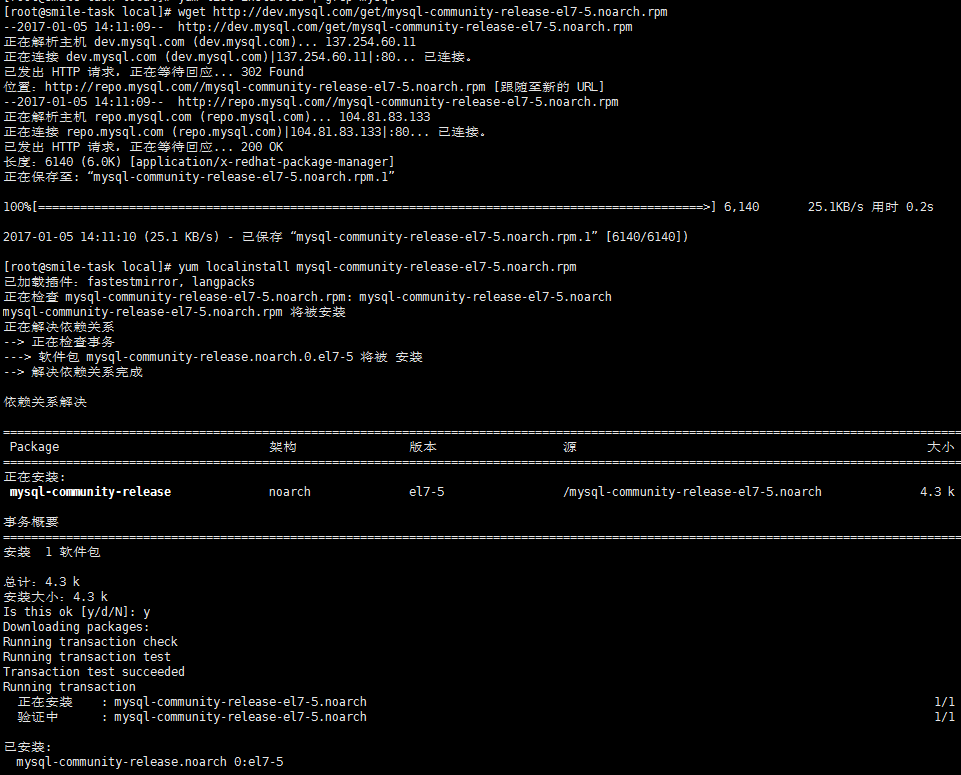 [root@smile-task local]# wget http://dev.mysql.com/get/mysql-community-release-el7-5.noarch.rpm
--2017-01-05 14:11:09--  http://dev.mysql.com/get/mysql-community-release-el7-5.noarch.rpm
正在解析主机 dev.mysql.com (dev.mysql.com)... 137.254.60.11
正在连接 dev.mysql.com (dev.mysql.com)|137.254.60.11|:80... 已连接。
已发出 HTTP 请求，正在等待回应... 302 Found
位置：http://repo.mysql.com//mysql-community-release-el7-5.noarch.rpm [跟随至新的 URL]
--2017-01-05 14:11:09--  http://repo.mysql.com//mysql-community-release-el7-5.noarch.rpm
正在解析主机 repo.mysql.com (repo.mysql.com)... 104.81.83.133
正在连接 repo.mysql.com (repo.mysql.com)|104.81.83.133|:80... 已连接。
已发出 HTTP 请求，正在等待回应... 200 OK
长度：6140 (6.0K) [application/x-redhat-package-manager]
正在保存至: “mysql-community-release-el7-5.noarch.rpm.1”
100%[==============================================================================================>] 6,140       25.1KB/s 用时 0.2s
2017-01-05 14:11:10 (25.1 KB/s) - 已保存 “mysql-community-release-el7-5.noarch.rpm.1” [6140/6140])
[root@smile-task local]# yum localinstall mysql-community-release-el7-5.noarch.rpm
已加载插件：fastestmirror, langpacks
正在检查 mysql-community-release-el7-5.noarch.rpm: mysql-community-release-el7-5.noarch
mysql-community-release-el7-5.noarch.rpm 将被安装
正在解决依赖关系
--> 正在检查事务
---> 软件包 mysql-community-release.noarch.0.el7-5 将被 安装
--> 解决依赖关系完成
依赖关系解决
Package 架构 版本 源 大小
正在安装:
mysql-community-release noarch el7-5 /mysql-community-release-el7-5.noarch 4.3 k
事务概要
安装  1 软件包
总计：4.3 k
安装大小：4.3 k
Is this ok [y/d/N]: y
Downloading packages:
Running transaction check
Running transaction test
Transaction test succeeded
Running transaction
正在安装    : mysql-community-release-el7-5.noarch 1/1
验证中      : mysql-community-release-el7-5.noarch 1/1
已安装:
mysql-community-release.noarch 0:el7-5